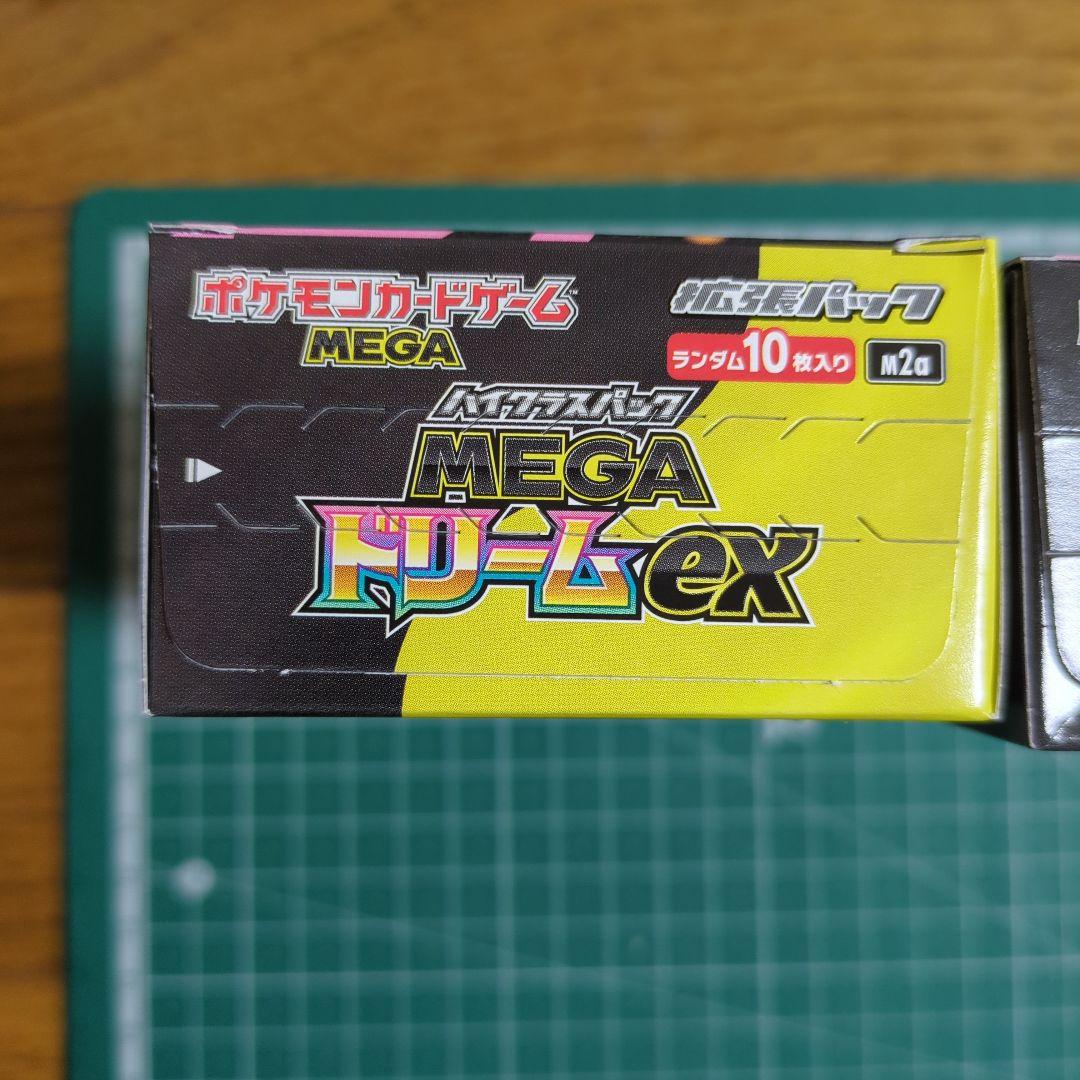 ポケモンカードゲーム™
MEGA
拡張パック
ランダム10枚入り M2a
ハイクラスパック
MEGA
ドリームex